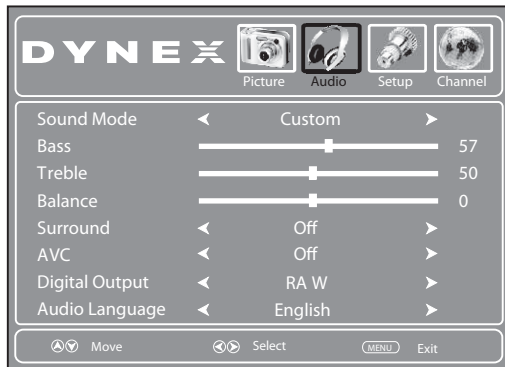 DYNEX
Picture Audio Setup Channel
Sound Mode Custom
Bass 57
Treble 50
Balance 0
Surround Off
AVC Off
Digital Output RA W
Audio Language English
Move Select MENU Exit